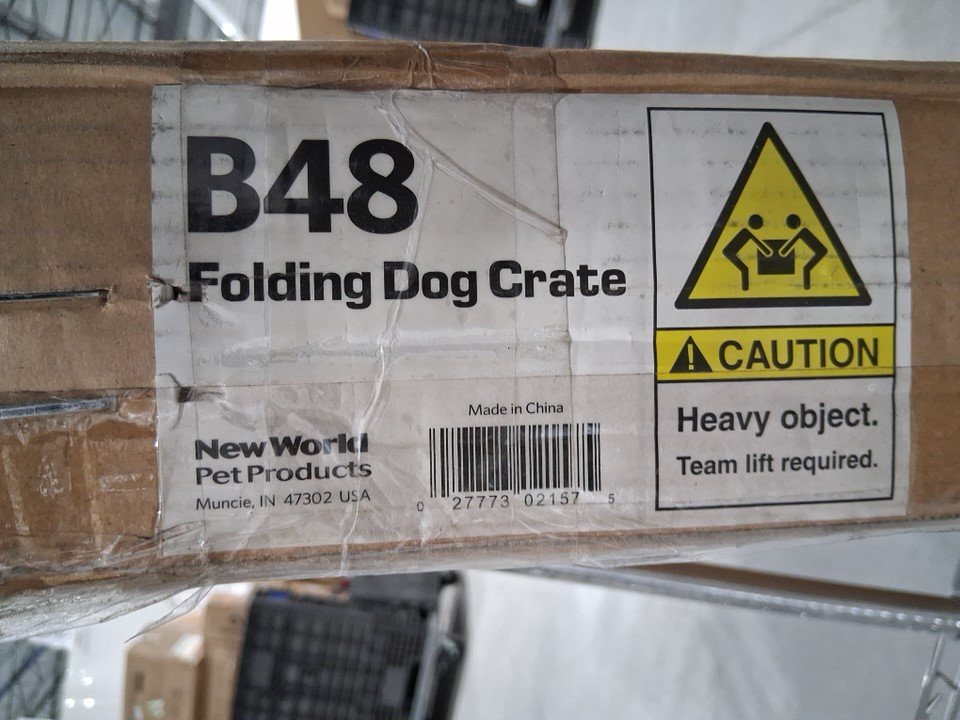 B48
Folding Dog Crate
New World
Pet Products
Muncie, IN 47302 USA
Made in China
0 27773 02157 5
! CAUTION
Heavy object.
Team lift required.